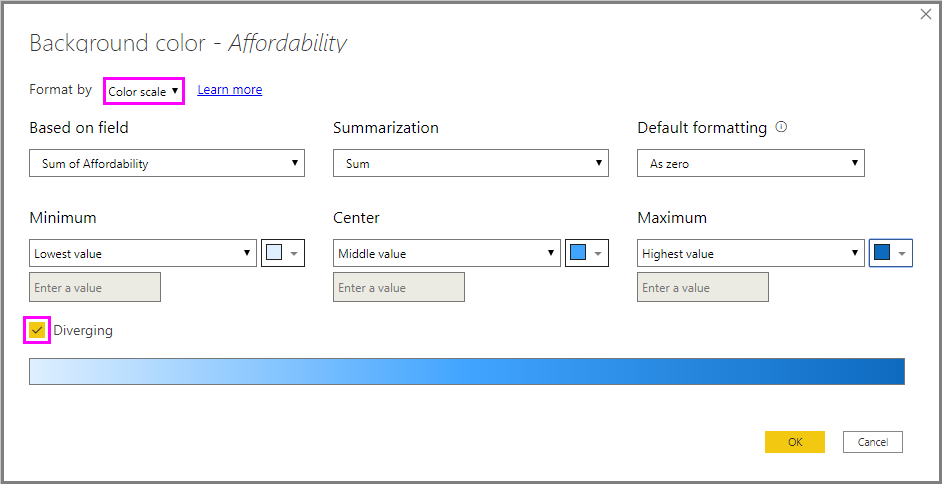 Background color - Affordability
Format by Color scale Learn more
Based on field Summarization Default formatting
Sum of Affordability Sum As zero
Minimum Center Maximum
Lowest value Middle value Highest value
Enter a value Enter a value Enter a value
Diverging
OK Cancel